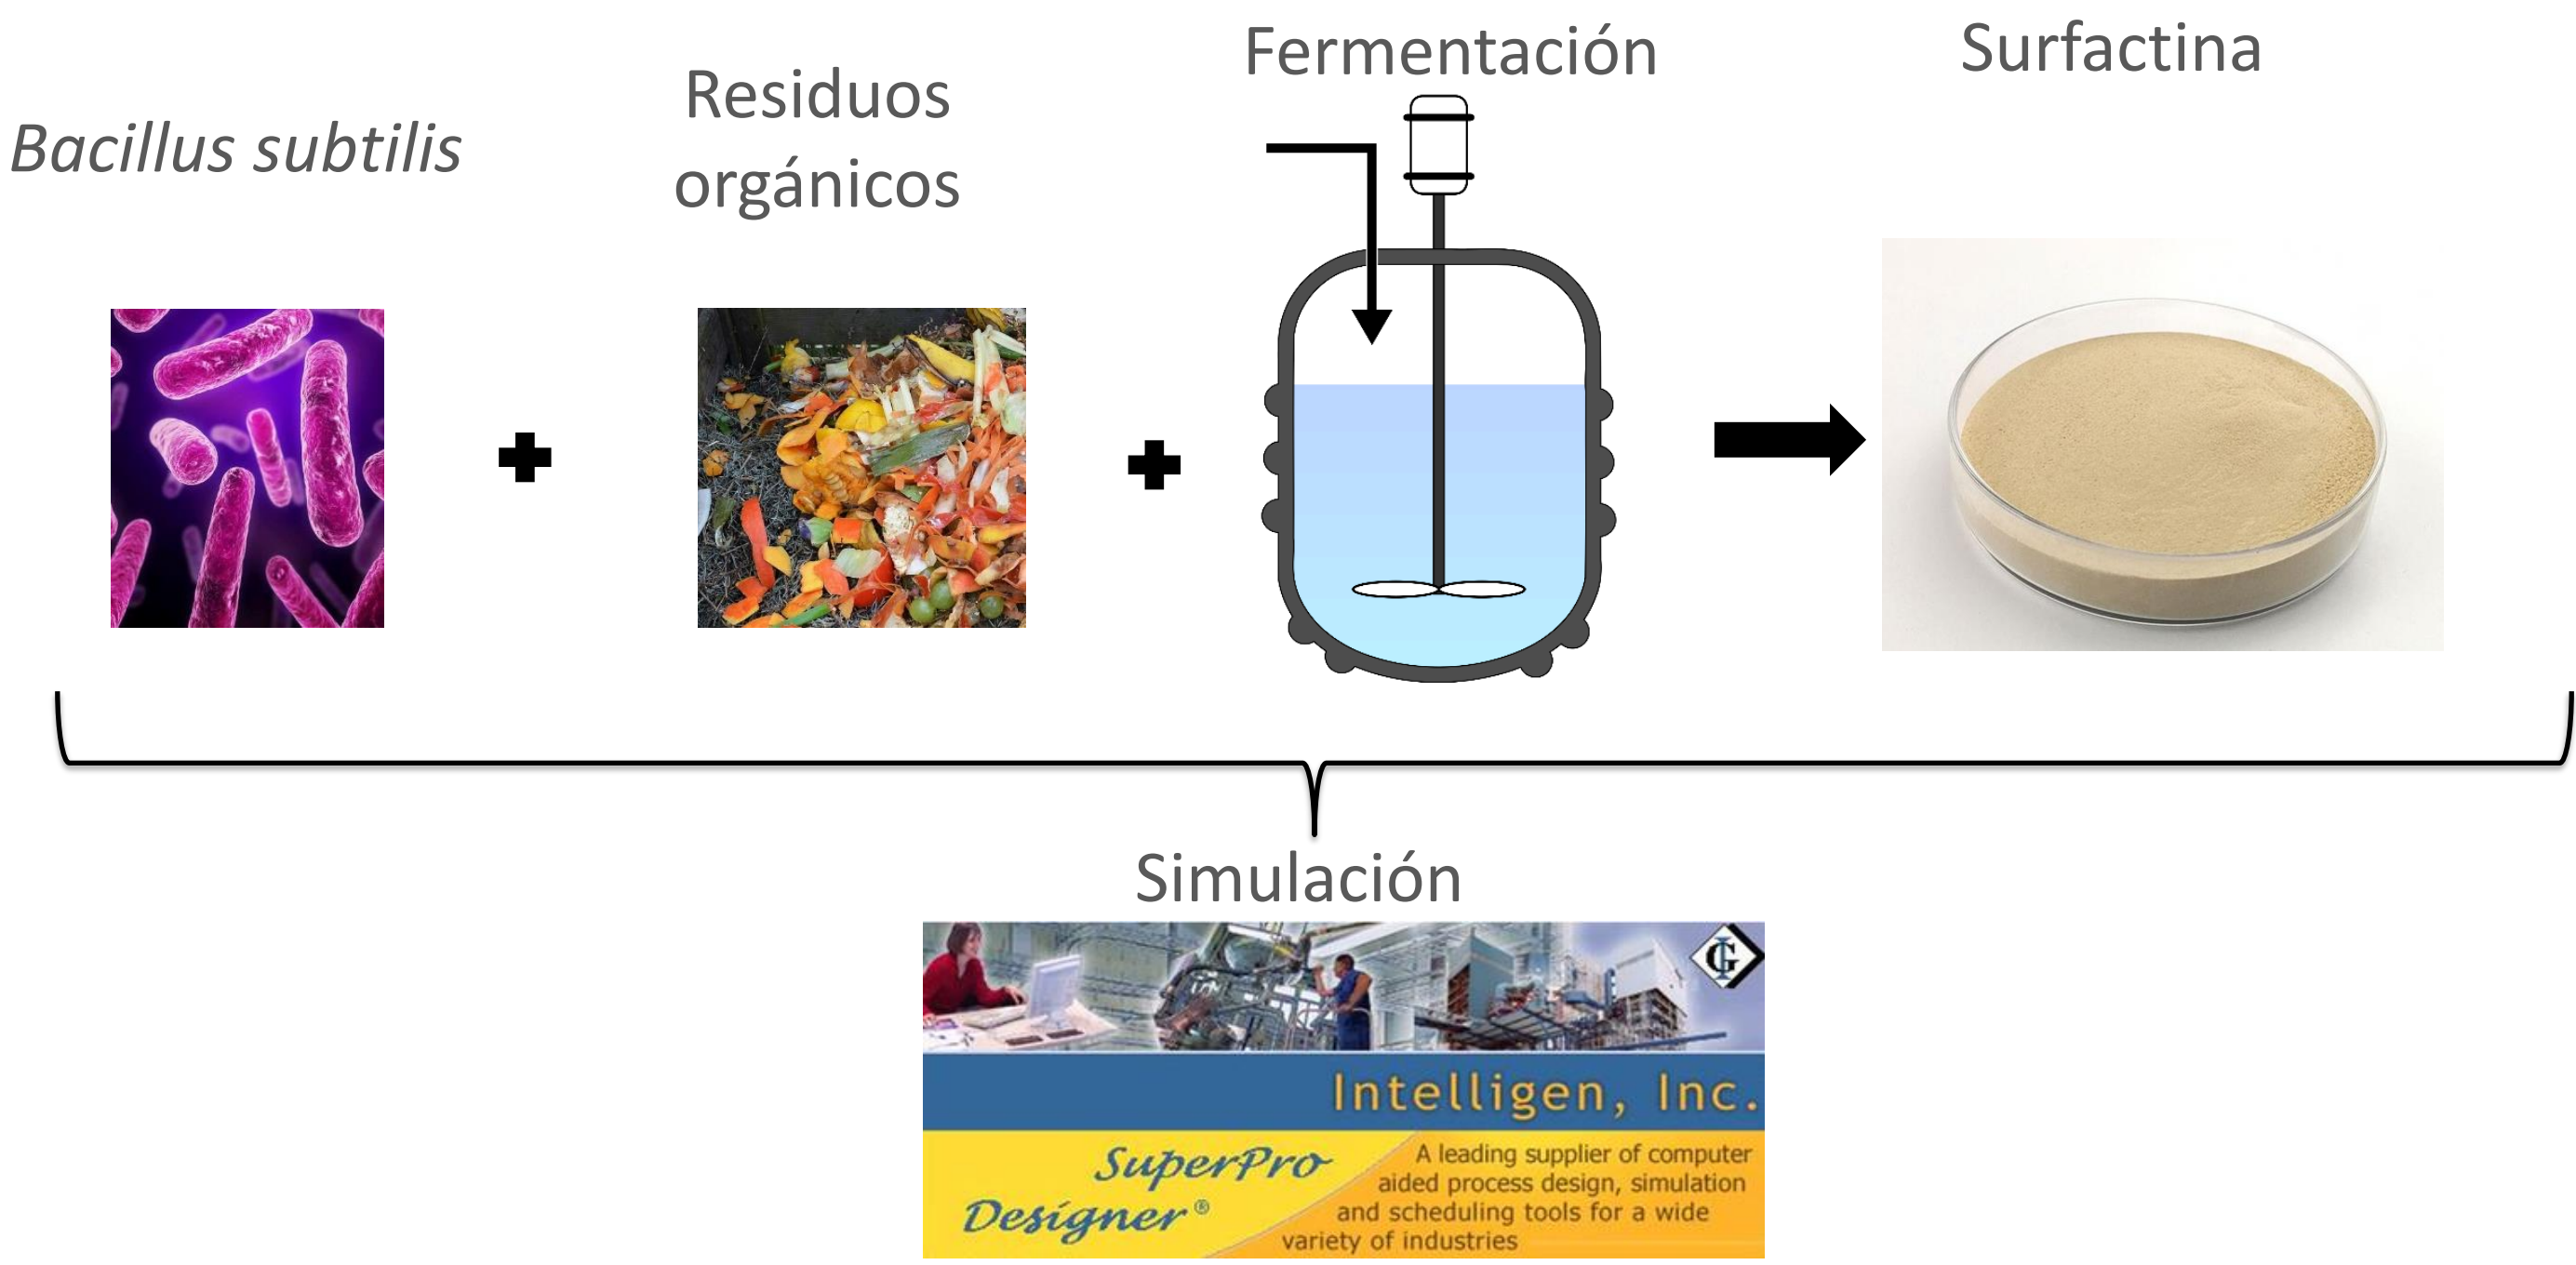 Bacillus subtilis
Residuos
orgánicos
Fermentación
Surfactina
Simulación
Intelligen, Inc.
SuperPro
Designer®
A leading supplier of computer
aided process design, simulation
and scheduling tools for a wide
variety of industries